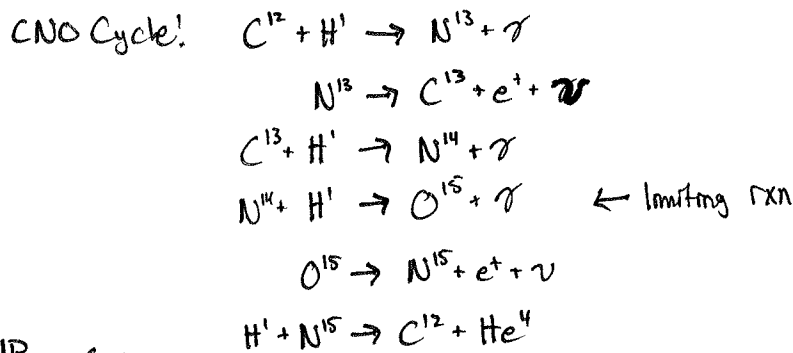 CNO Cycle! C¹² + H¹ → N¹³ + γ
N¹³ → C¹³ + e⁺ + ν
C¹³ + H¹ → N¹⁴ + γ
N¹⁴ + H¹ → O¹⁵ + γ ← limiting rxn
O¹⁵ → N¹⁵ + e⁺ + ν
H¹ + N¹⁵ → C¹² + He⁴